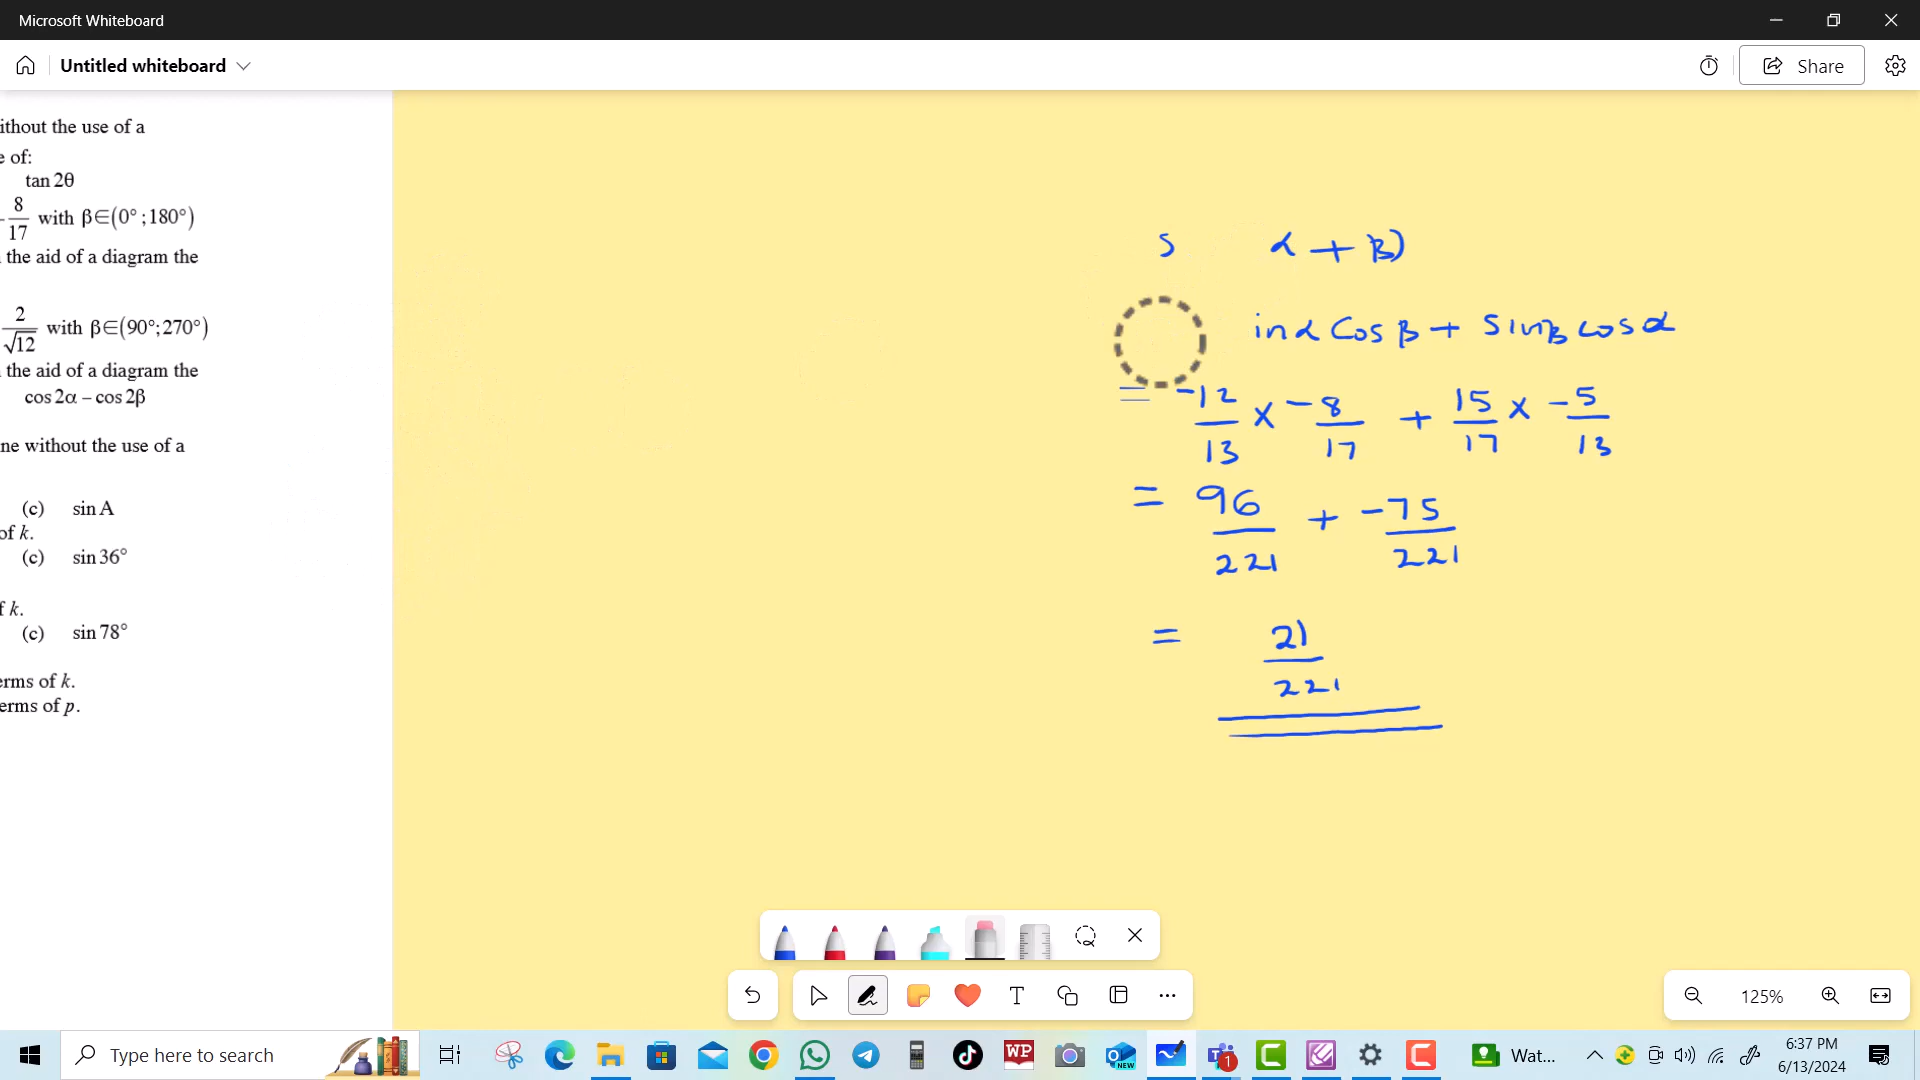 Microsoft Whiteboard
Untitled whiteboard
Share
ithout the use of a
e of:
tan 2θ
-8/17 with β∈(0°;180°)
the aid of a diagram the
2/√12 with β∈(90°;270°)
the aid of a diagram the
cos 2α – cos 2β
ne without the use of a
(c) sin A
of k.
(c) sin 36°
f k.
(c) sin 78°
erms of k.
erms of p.
s α + β)
inα cos β + sinβ cosα
= -12/13 x -8/17 + 15/17 x -5/13
= 96/221 + -75/221
= 21/221
125%
Type here to search
WP
NEW
1
Wat...
6:37 PM
6/13/2024